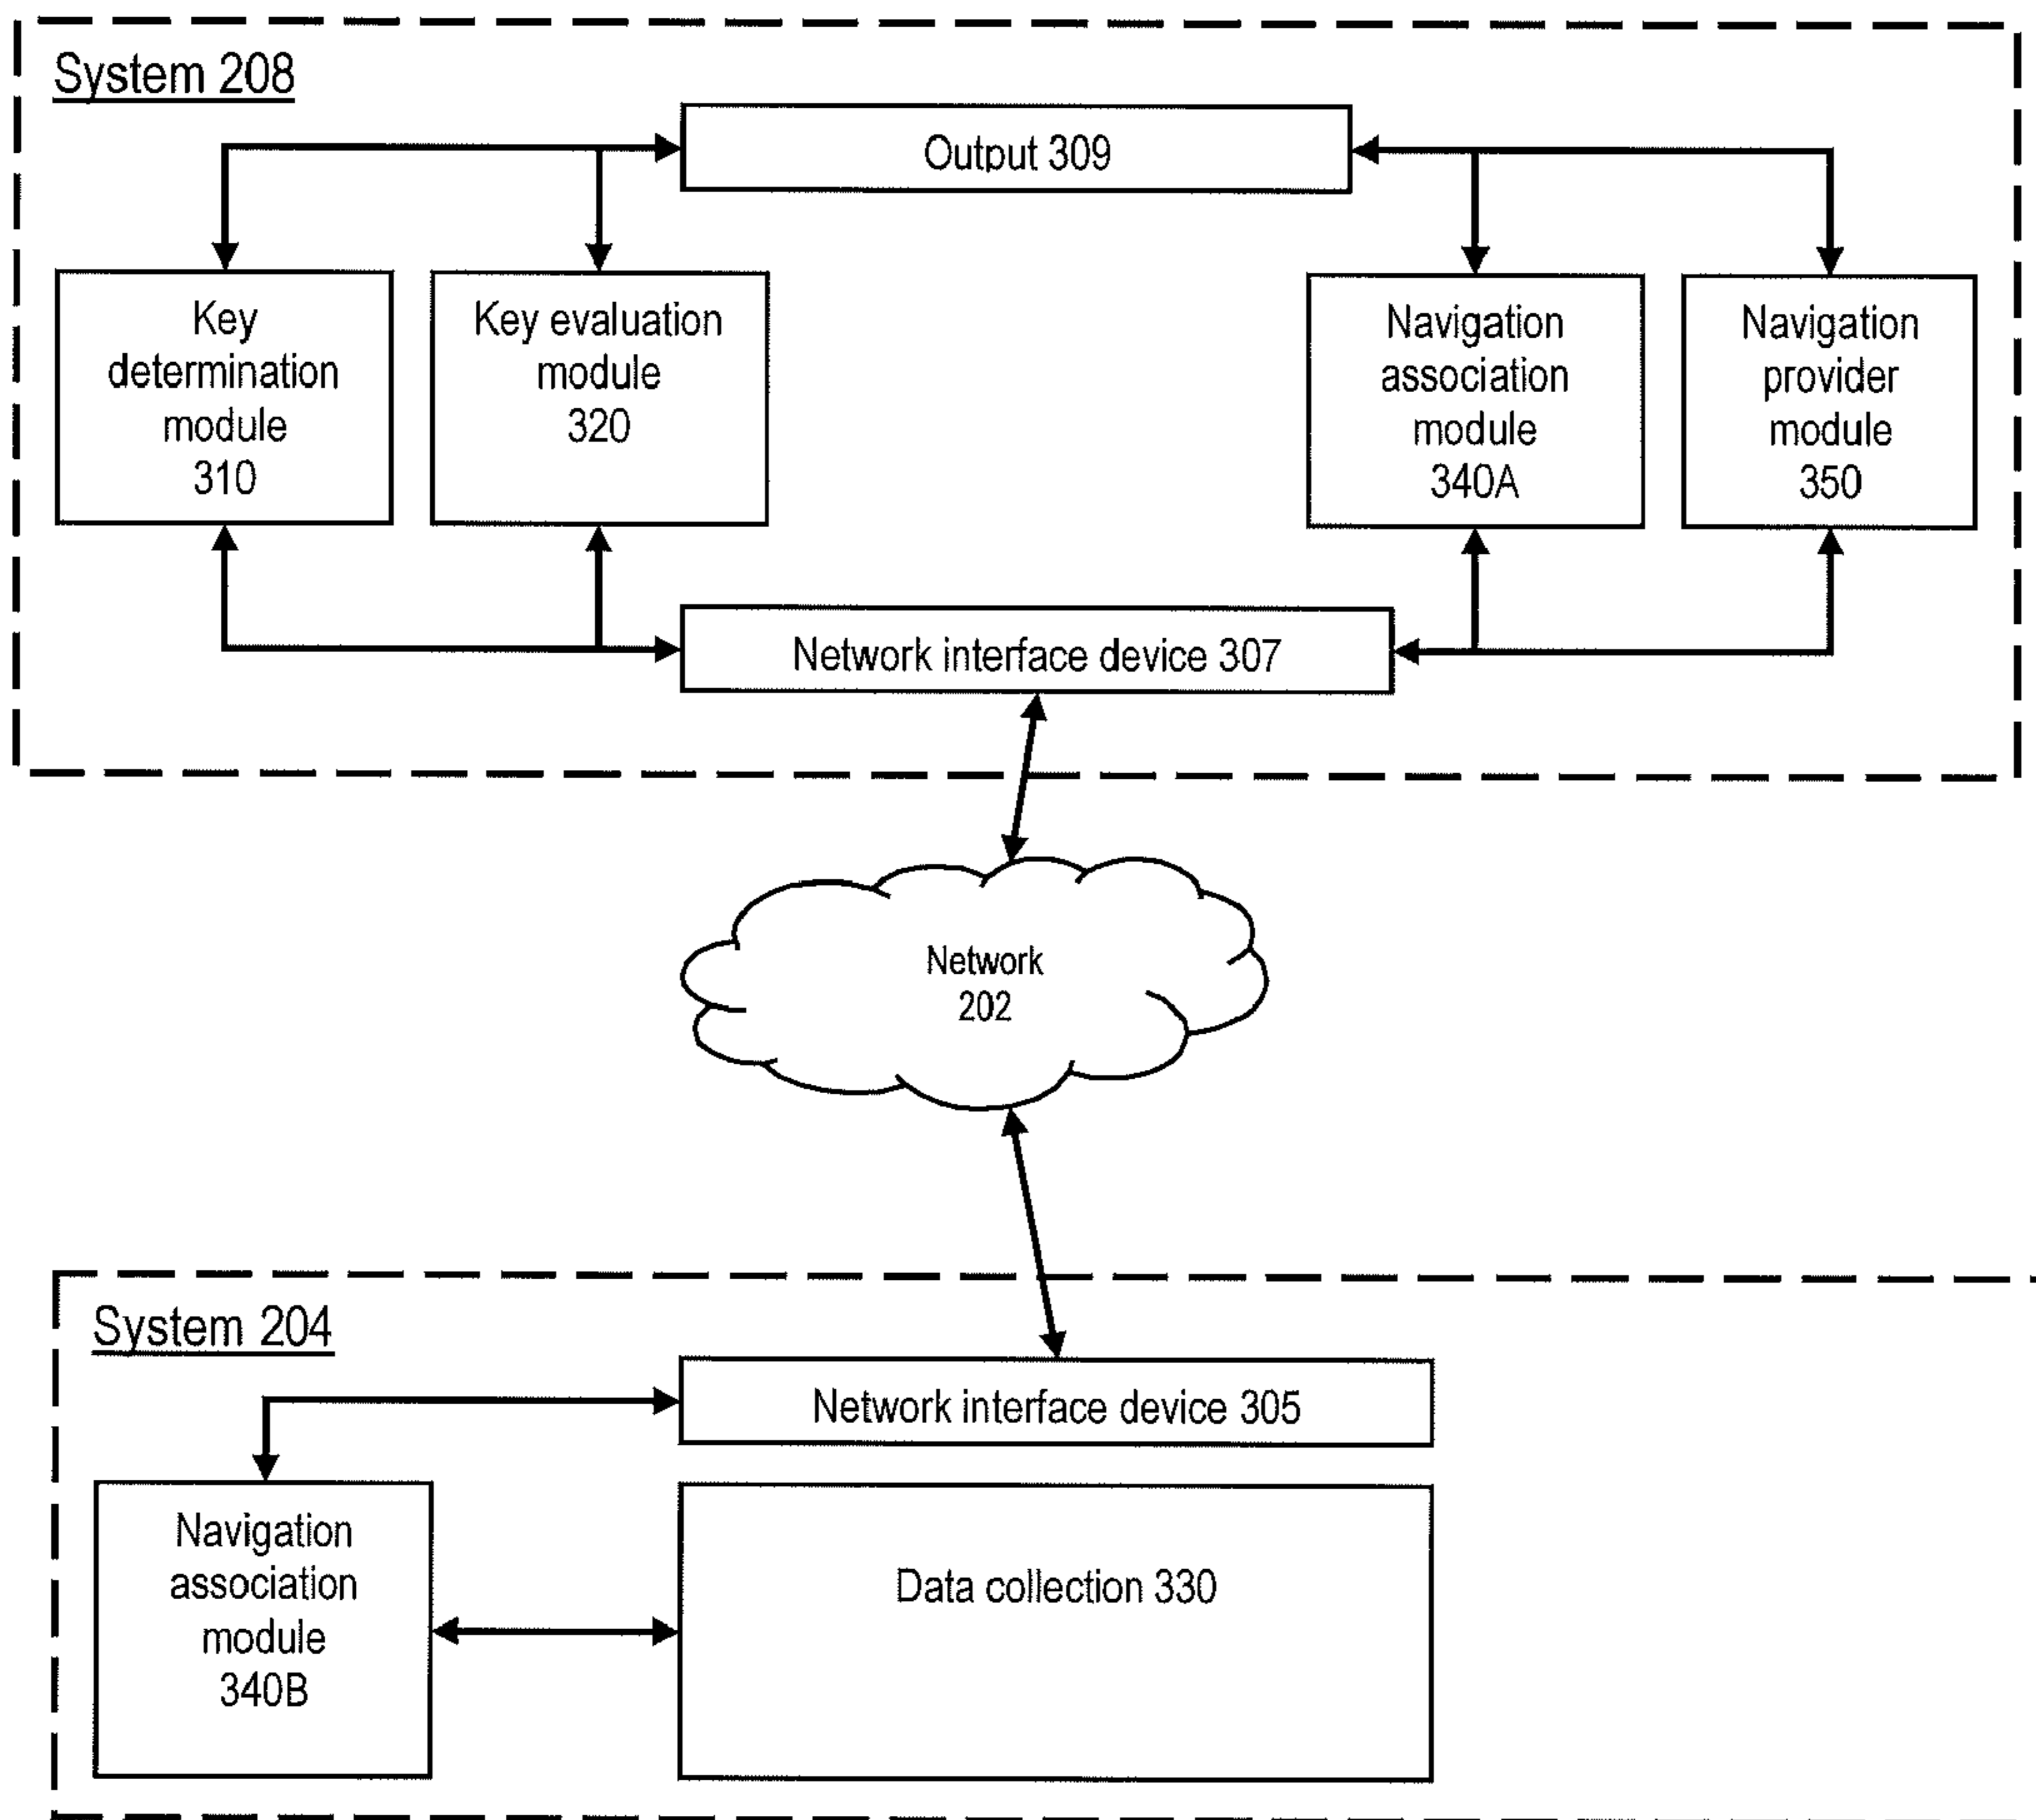 System 208
Output 309
Key
determination
module
310
Key evaluation
module
320
Navigation
association
module
340A
Navigation
provider
module
350
Network interface device 307
Network
202
System 204
Network interface device 305
Navigation
association
module
340B
Data collection 330